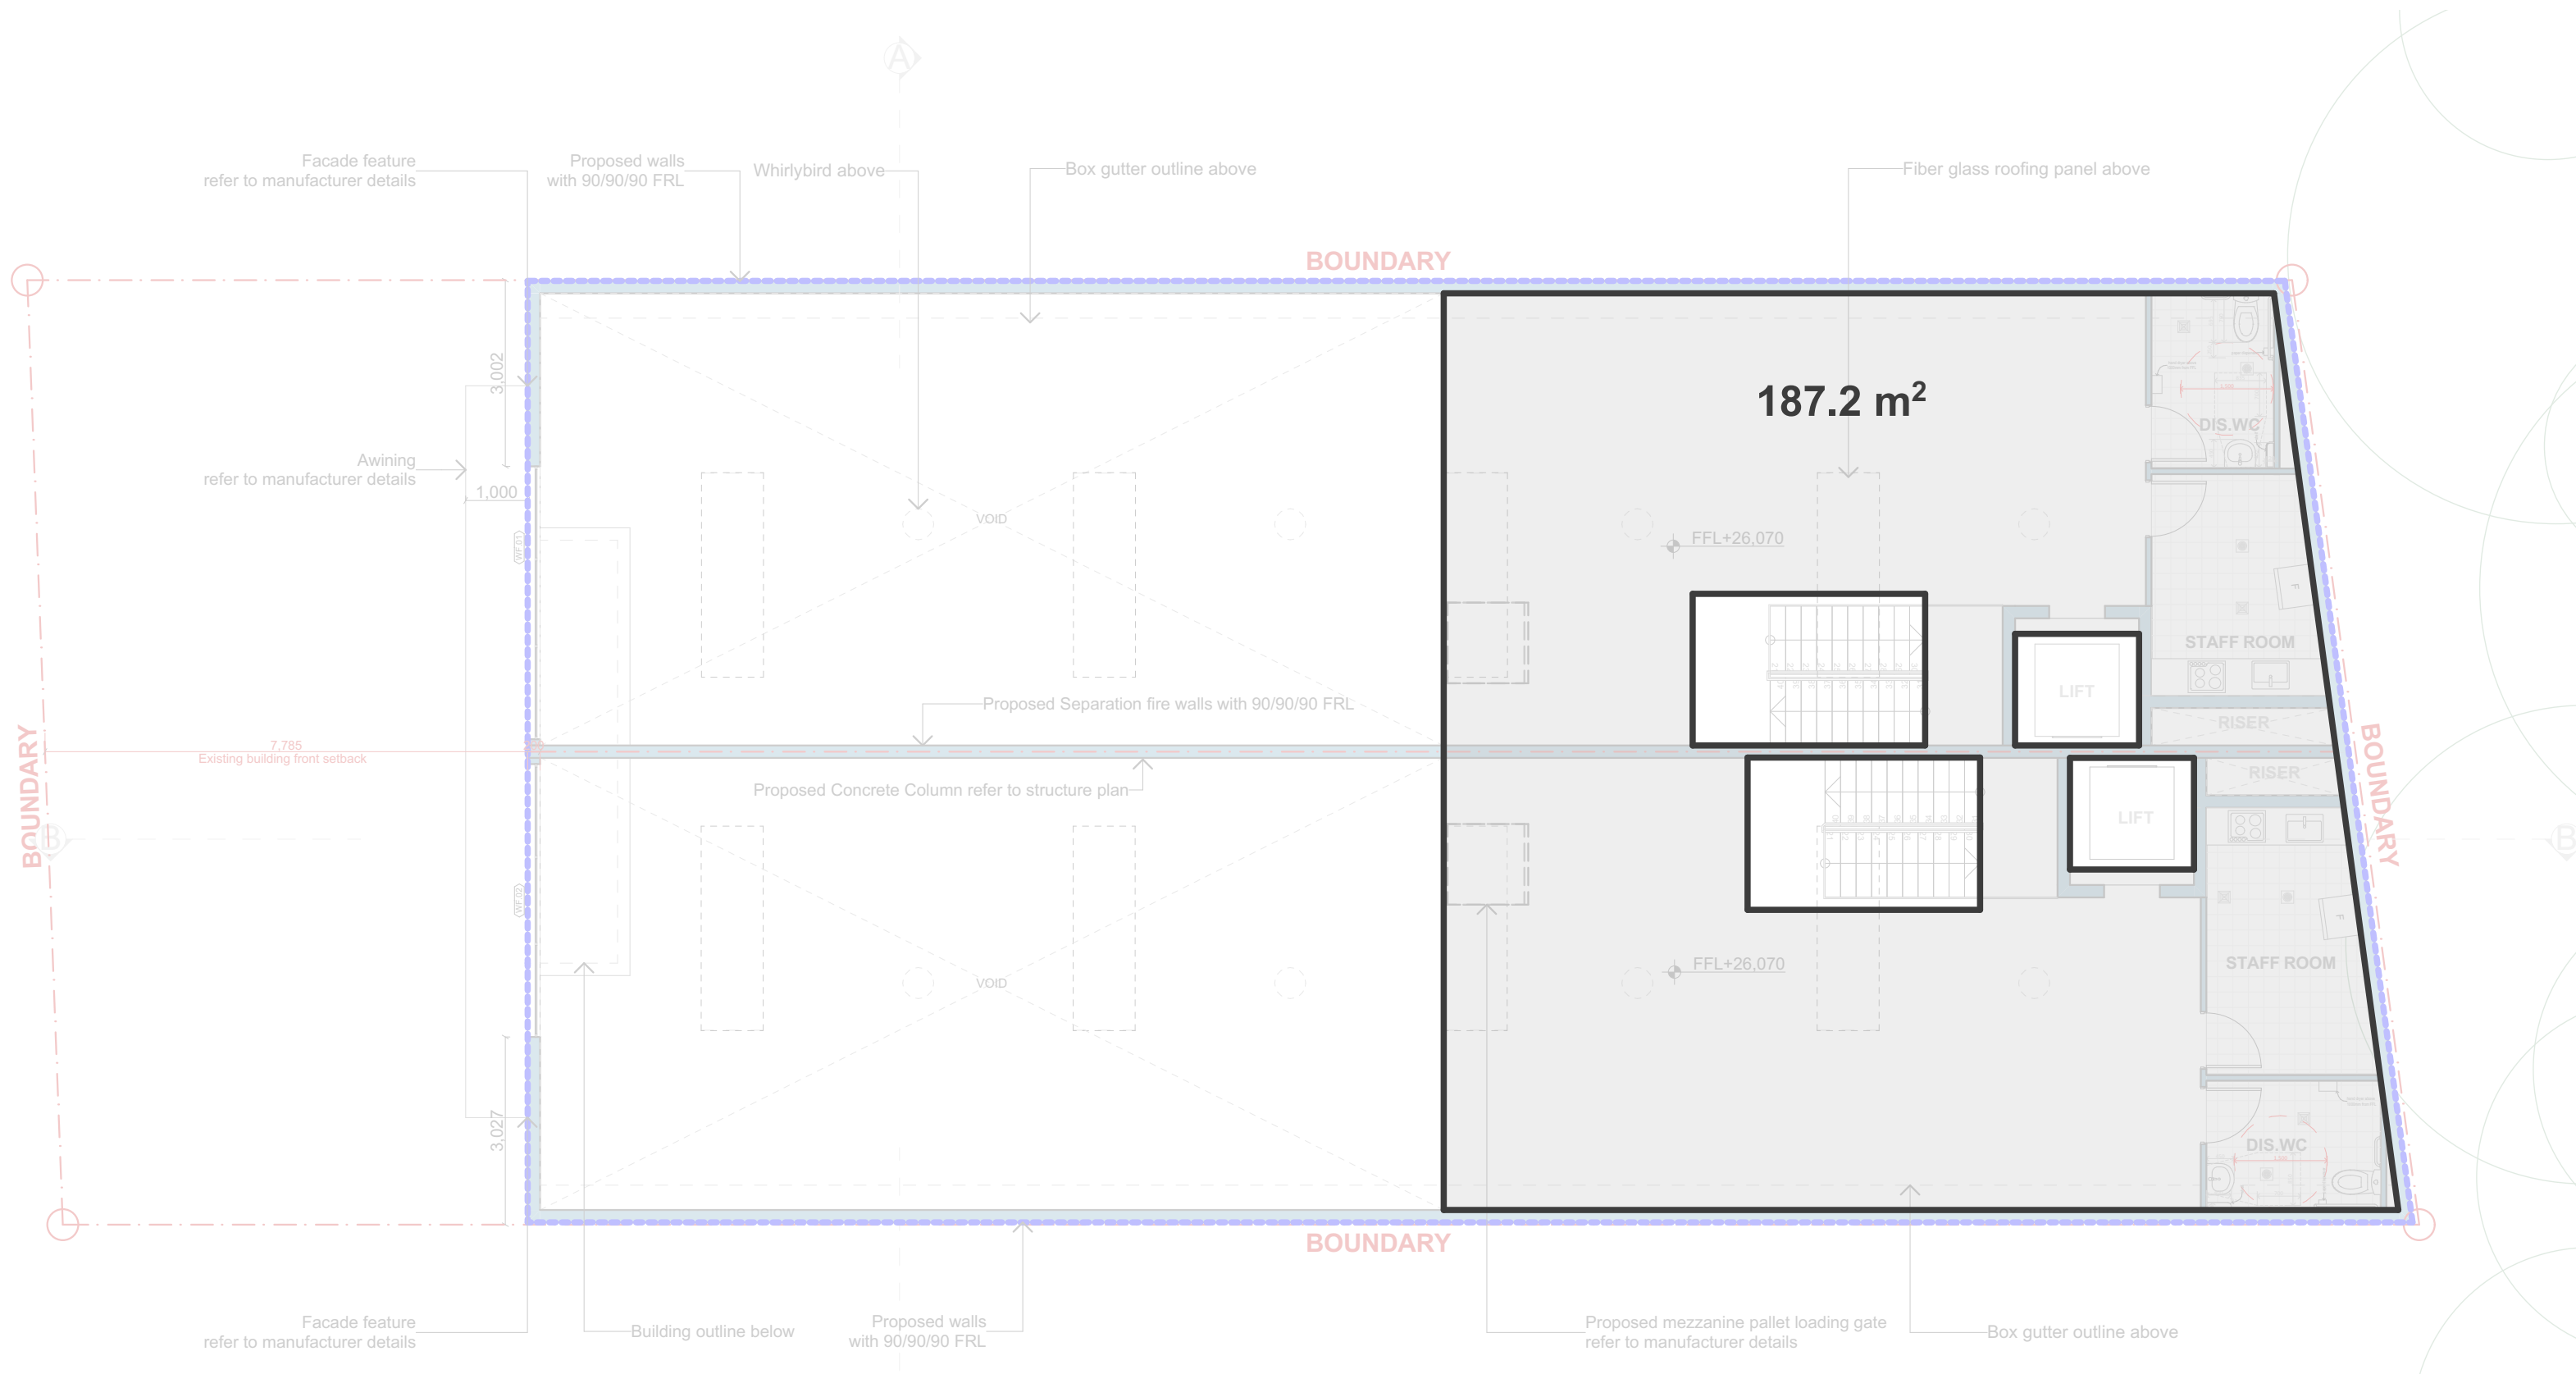 A
Facade feature
refer to manufacturer details
Proposed walls
with 90/90/90 FRL
Whirlybird above
Box gutter outline above
Fiber glass roofing panel above
BOUNDARY
3,002
187.2 m²
DIS.WC
Awining
refer to manufacturer details
1,000
VOID
WF.01
FFL+26,070
STAFF ROOM
LIFT
RISER
Proposed Separation fire walls with 90/90/90 FRL
7,785
Existing building front setback
BOUNDARY
BOUNDARY
Proposed Concrete Column refer to structure plan
RISER
LIFT
B
B
F
F
WF.02
STAFF ROOM
VOID
FFL+26,070
3,027
DIS.WC
BOUNDARY
Facade feature
refer to manufacturer details
Building outline below
Proposed walls
with 90/90/90 FRL
Proposed mezzanine pallet loading gate
refer to manufacturer details
Box gutter outline above